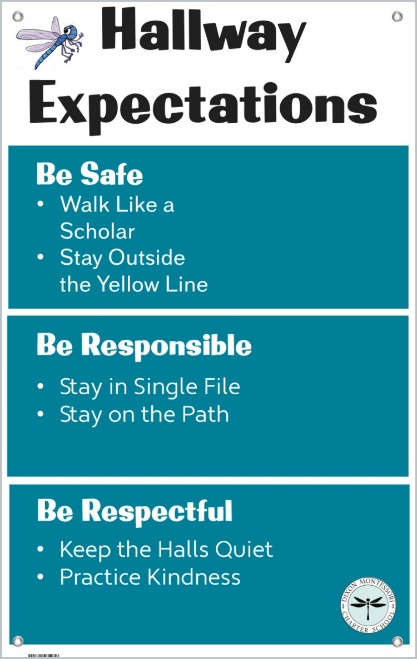 Hallway
Expectations
Be Safe
• Walk Like a
Scholar
• Stay Outside
the Yellow Line
Be Responsible
• Stay in Single File
• Stay on the Path
Be Respectful
• Keep the Halls Quiet
• Practice Kindness
DIXON MONTESSORI
CHARTER SCHOOL